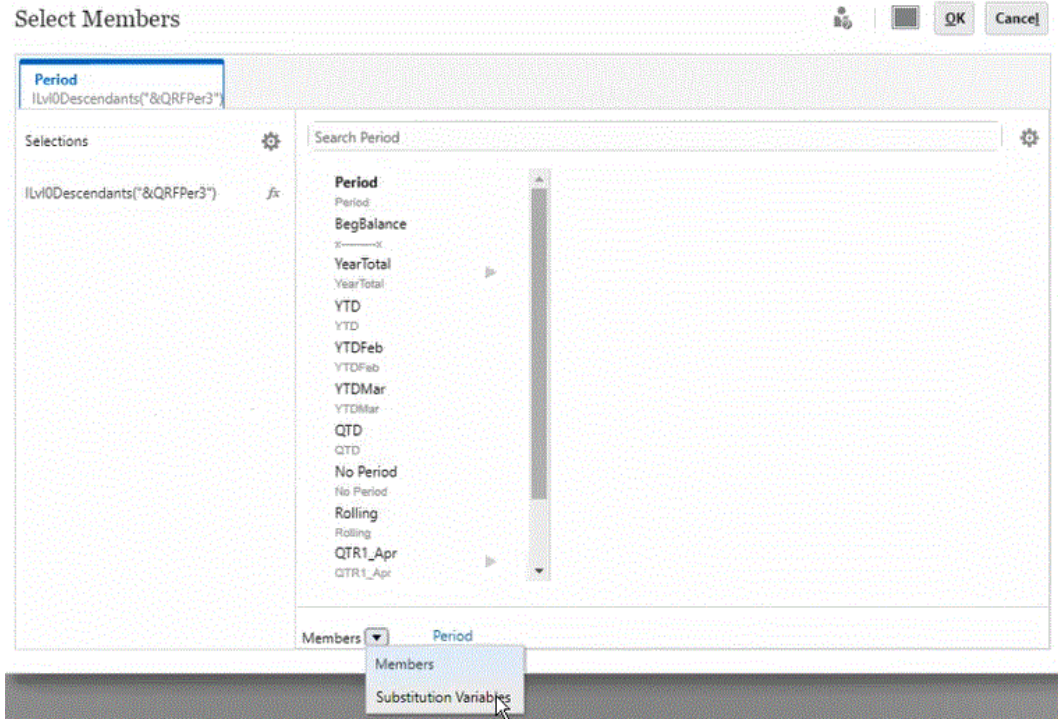 Select Members
OK
Cancel
Period
ILvl0Descendants("&QRFPer3")
Selections
Search Period
ILvl0Descendants("&QRFPer3")
fx
Period
Period
BegBalance
x---------x
YearTotal
YearTotal
YTD
YTD
YTDFeb
YTDFeb
YTDMar
YTDMar
QTD
QTD
No Period
No Period
Rolling
Rolling
QTR1_Apr
QTR1_Apr
Members
Period
Members
Substitution Variables